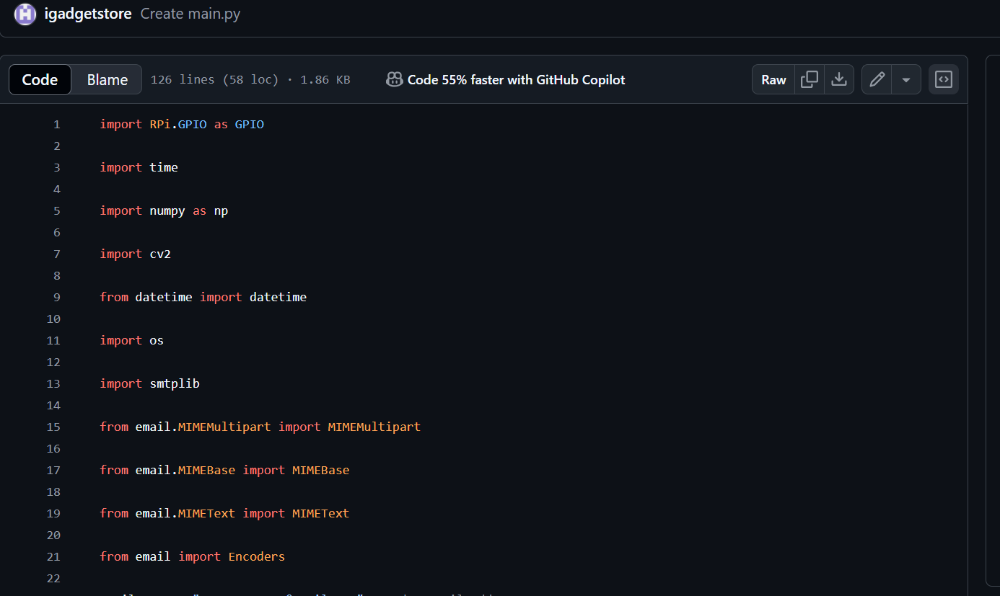 igadgetstore Create main.py
Code Blame 126 lines (58 loc) · 1.86 KB Code 55% faster with GitHub Copilot Raw
1 import RPi.GPIO as GPIO
2
3 import time
4
5 import numpy as np
6
7 import cv2
8
9 from datetime import datetime
10
11 import os
12
13 import smtplib
14
15 from email.MIMEMultipart import MIMEMultipart
16
17 from email.MIMEBase import MIMEBase
18
19 from email.MIMEText import MIMEText
20
21 from email import Encoders
22